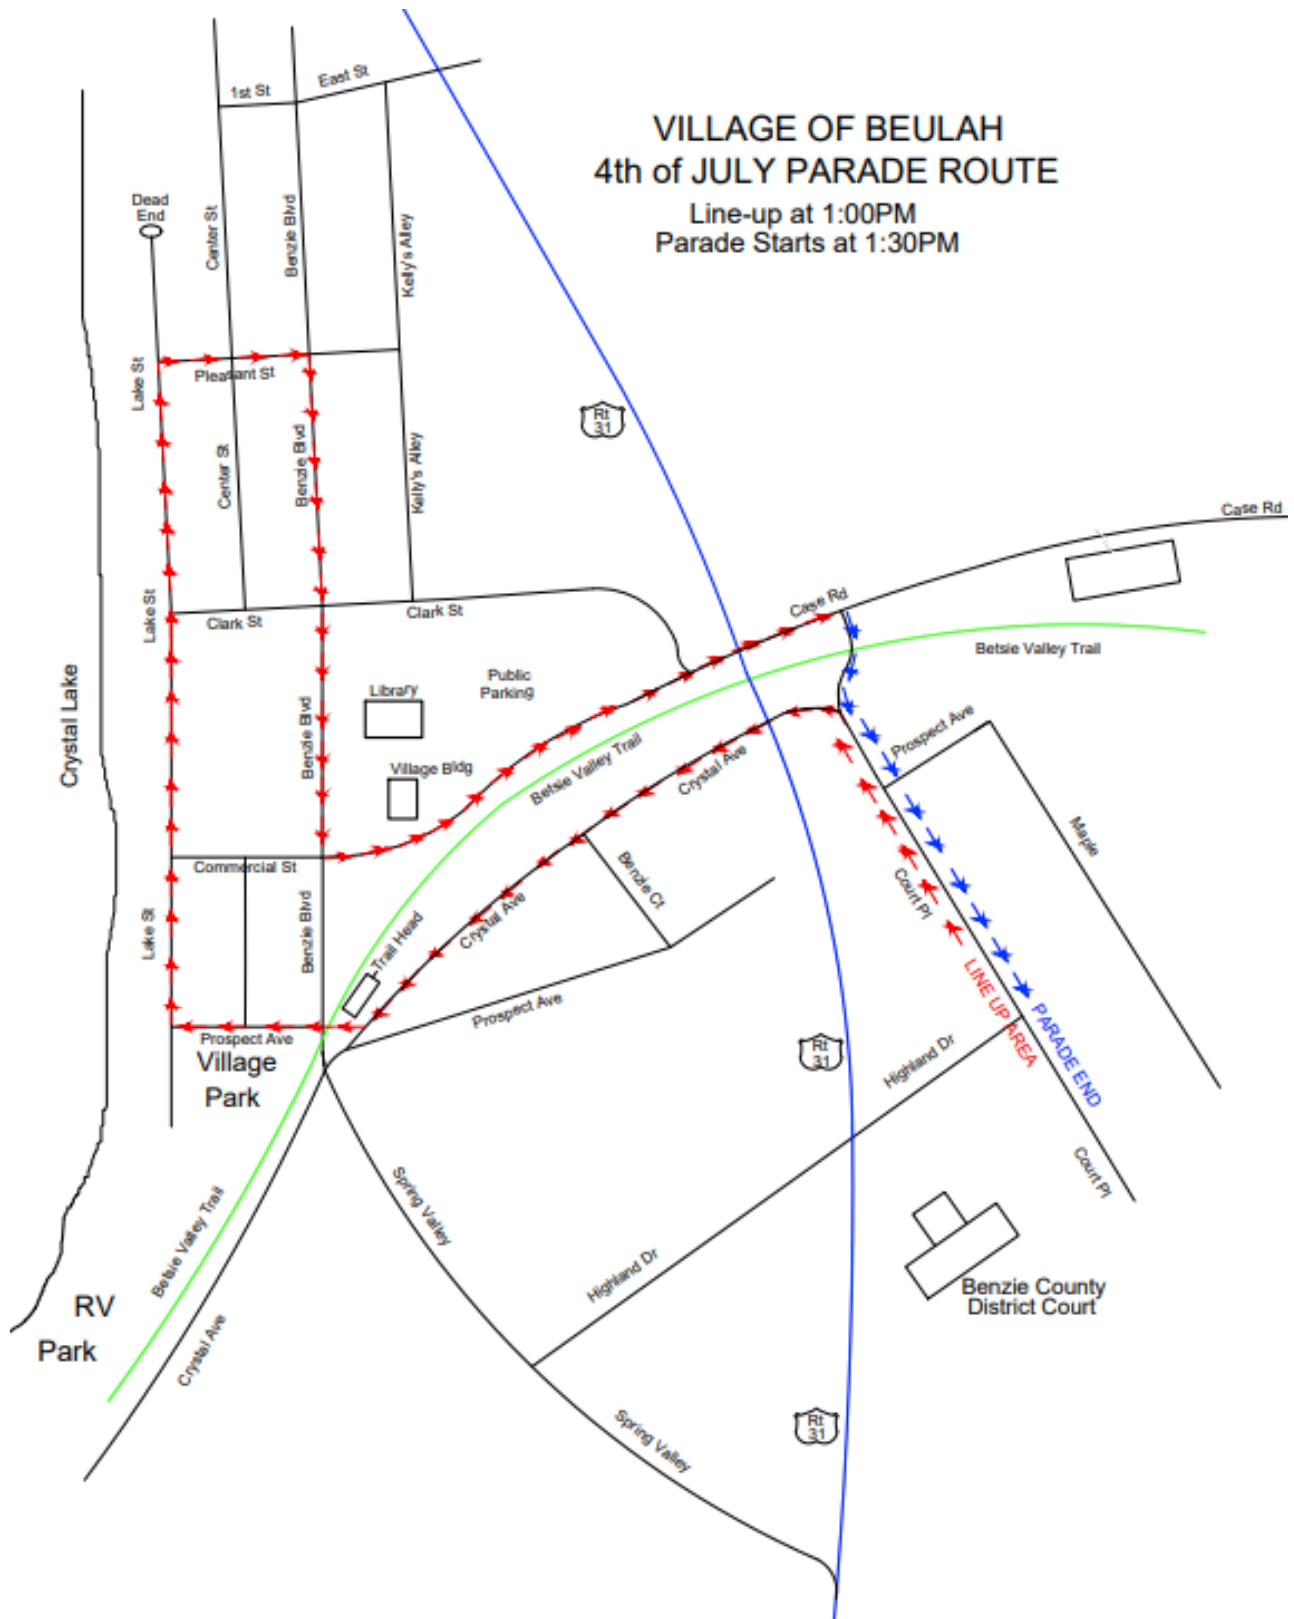 VILLAGE OF BEULAH
4th of JULY PARADE ROUTE
Line-up at 1:00PM
Parade Starts at 1:30PM
1st St
East St
Dead
End
Center St
Benzie Blvd
Kelly's Alley
Lake St
Pleasant St
Rt
31
Center St
Benzie Blvd
Kelly's Alley
Case Rd
Lake St
Clark St
Clark St
Case Rd
Betsie Valley Trail
Crystal Lake
Public
Parking
Library
Benzie Blvd
Village Bldg
Betsie Valley Trail
Crystal Ave
Prospect Ave
Maple
Commercial St
Benzie Ct
Court Pl
Lake St
Benzie Blvd
Trail Head
Crystal Ave
Prospect Ave
LINE UP AREA
PARADE END
Prospect Ave
Village
Park
Rt
31
Highland Dr
Court Pl
Betsie Valley Trail
Spring Valley
Highland Dr
Benzie County
District Court
RV
Park
Crystal Ave
Spring Valley
Rt
31